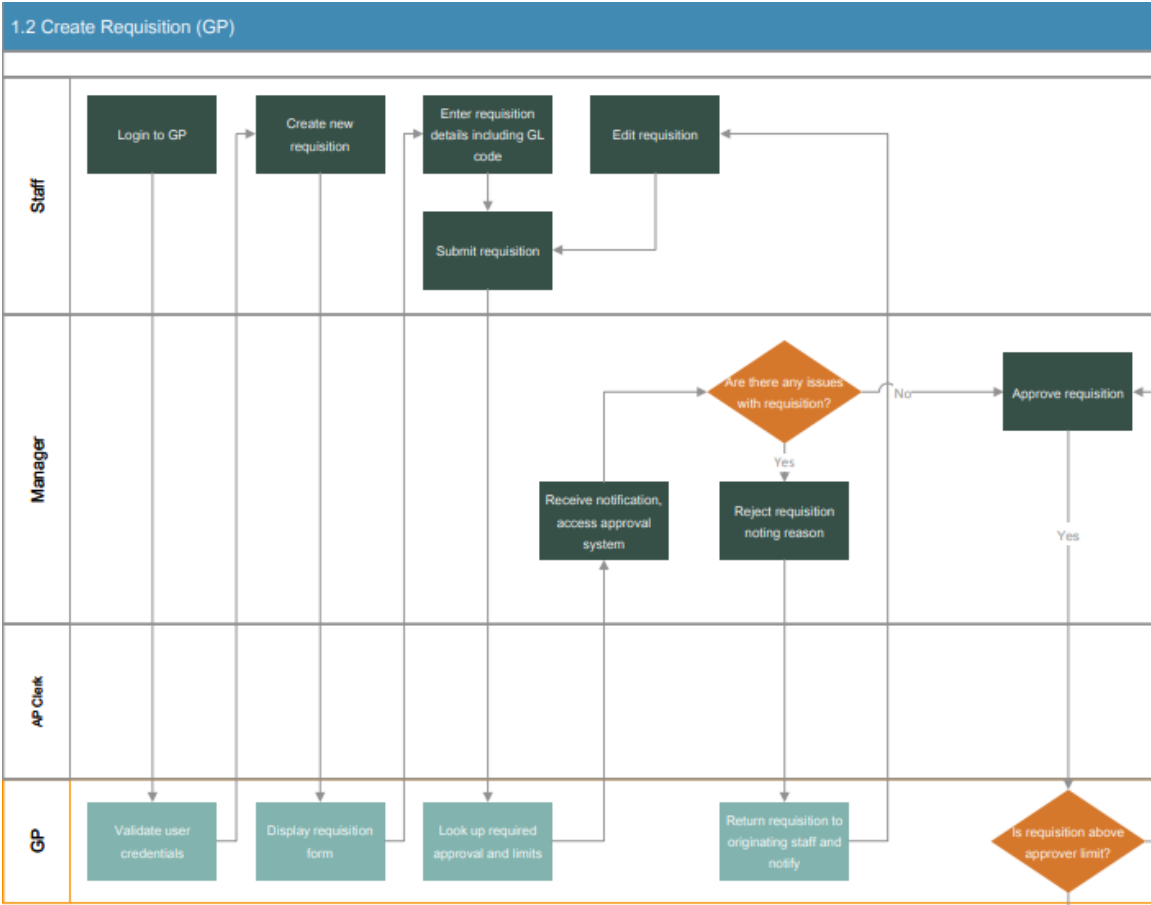 1.2 Create Requisition (GP)
Staff
Login to GP
Create new
requisition
Enter requisition
details including GL
code
Edit requisition
Submit requisition
Manager
Are there any issues
with requisition?
No
Approve requisition
Yes
Receive notification,
access approval
system
Reject requisition
noting reason
Yes
AP Clerk
GP
Validate user
credentials
Display requisition
form
Look up required
approval and limits
Return requisition to
originating staff and
notify
Is requisition above
approver limit?